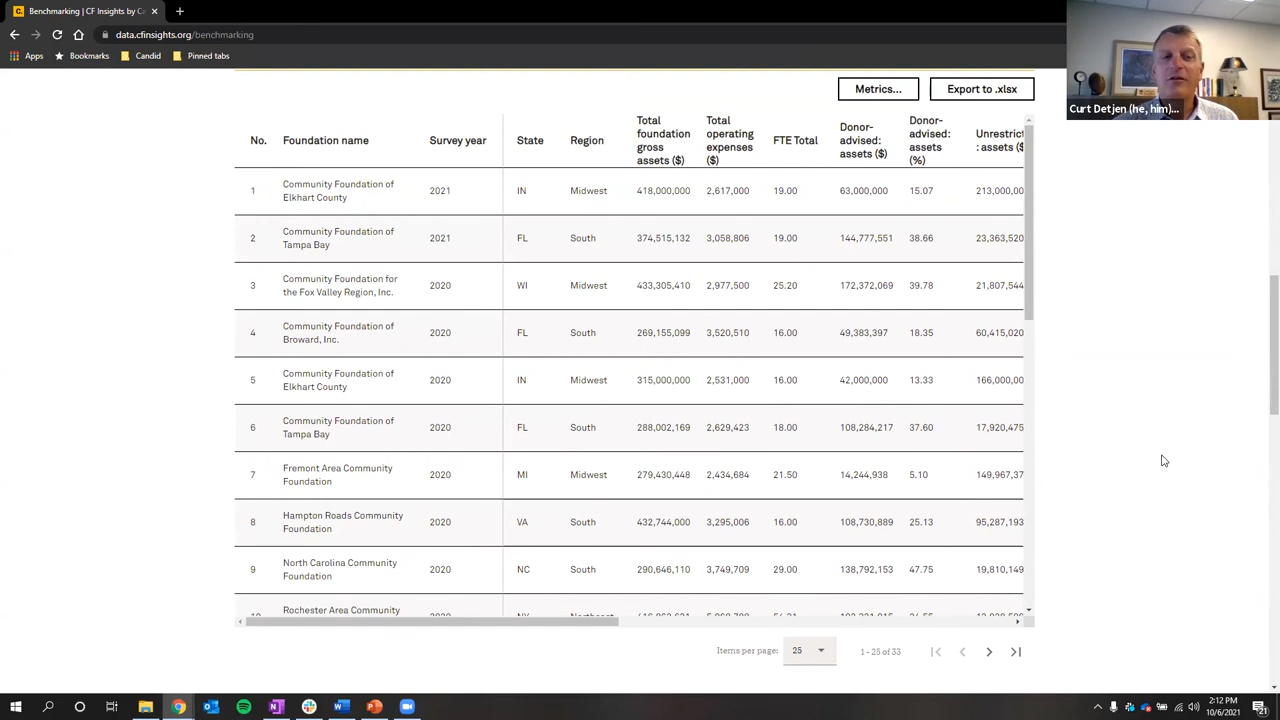 Benchmarking | CF Insights by Ca
data.cfinsights.org/benchmarking
Apps Bookmarks Candid Pinned tabs
Curt Detjen (he, him)...
Metrics... Export to .xlsx
No. Foundation name Survey year State Region Total foundation gross assets ($) Total operating expenses ($) FTE Total Donor-advised: assets ($) Donor-advised: assets (%) Unrestrict : assets ($
1 Community Foundation of Elkhart County 2021 IN Midwest 418,000,000 2,617,000 19.00 63,000,000 15.07 213,000,00
2 Community Foundation of Tampa Bay 2021 FL South 374,515,132 3,058,806 19.00 144,777,551 38.66 23,363,520
3 Community Foundation for the Fox Valley Region, Inc. 2020 WI Midwest 433,305,410 2,977,500 25.20 172,372,069 39.78 21,807,544
4 Community Foundation of Broward, Inc. 2020 FL South 269,155,099 3,520,510 16.00 49,383,397 18.35 60,415,020
5 Community Foundation of Elkhart County 2020 IN Midwest 315,000,000 2,531,000 16.00 42,000,000 13.33 166,000,00
6 Community Foundation of Tampa Bay 2020 FL South 288,002,169 2,629,423 18.00 108,284,217 37.60 17,920,475
7 Fremont Area Community Foundation 2020 MI Midwest 279,430,448 2,434,684 21.50 14,244,938 5.10 149,967,37
8 Hampton Roads Community Foundation 2020 VA South 432,744,000 3,295,006 16.00 108,730,889 25.13 95,287,193
9 North Carolina Community Foundation 2020 NC South 290,646,110 3,749,709 29.00 138,792,153 47.75 19,810,149
Rochester Area Community
Items per page: 25 1 - 25 of 33
2:12 PM
10/6/2021
21